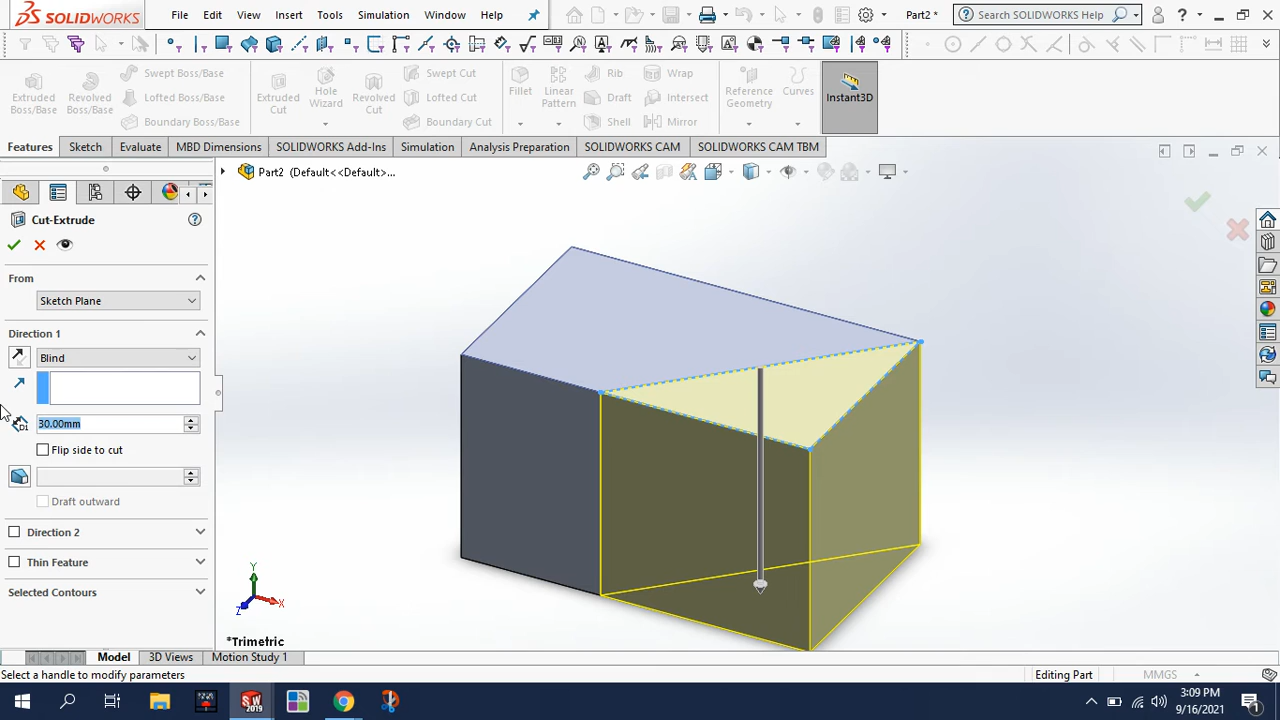 SOLIDWORKS File Edit View Insert Tools Simulation Window Help Part2 * Search SOLIDWORKS Help ?
Extruded Boss/Base Revolved Boss/Base Swept Boss/Base Lofted Boss/Base Boundary Boss/Base Extruded Cut Hole Wizard Revolved Cut Swept Cut Lofted Cut Boundary Cut Fillet Linear Pattern Rib Draft Shell Wrap Intersect Mirror Reference Geometry Curves Instant3D
Features Sketch Evaluate MBD Dimensions SOLIDWORKS Add-Ins Simulation Analysis Preparation SOLIDWORKS CAM SOLIDWORKS CAM TBM
Part2 (Default<<Default>...
Cut-Extrude
From
Sketch Plane
Direction 1
Blind
30.00mm
Flip side to cut
Draft outward
Direction 2
Thin Feature
Selected Contours
Y
X
Z
*Trimetric
Model 3D Views Motion Study 1
Select a handle to modify parameters Editing Part MMGS
SW 2019 3:09 PM
9/16/2021
1